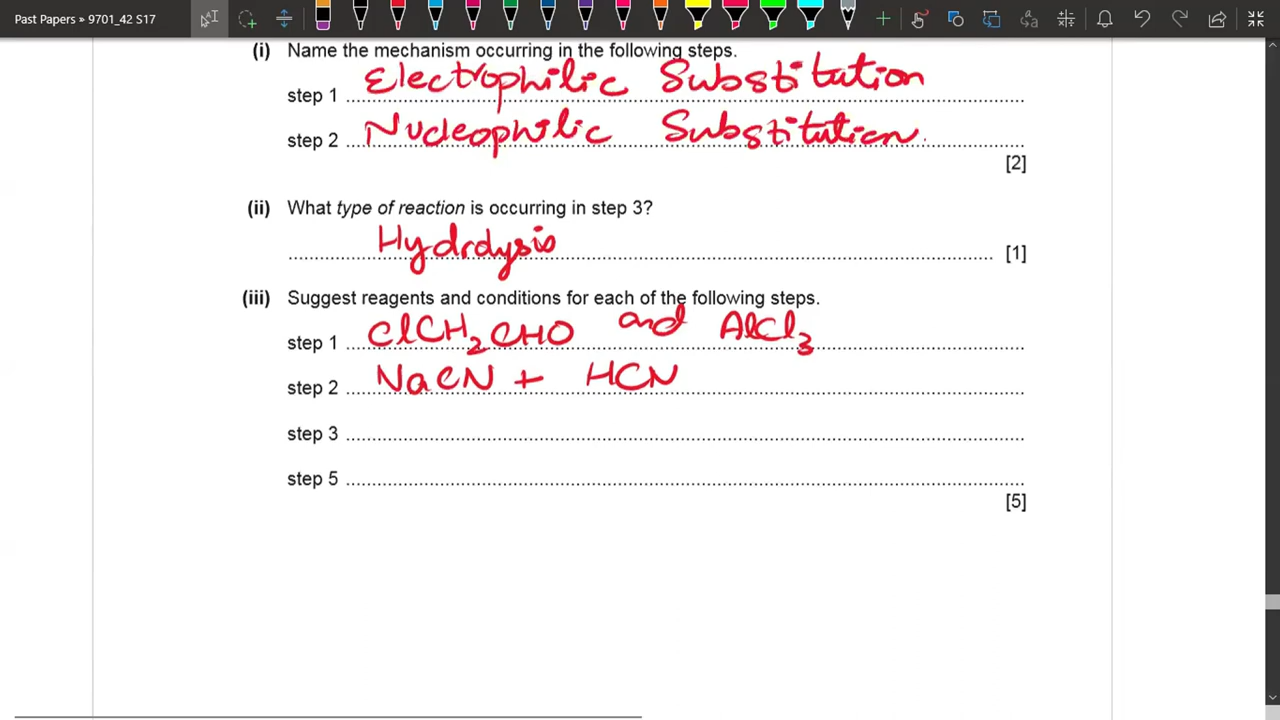 Past Papers » 9701_42 S17
(i) Name the mechanism occurring in the following steps.
step 1 Electrophilic Substitution
step 2 Nucleophilic Substitution.
[2]
(ii) What type of reaction is occurring in step 3?
Hydrolysis [1]
(iii) Suggest reagents and conditions for each of the following steps.
step 1 ClCH₂CHO and AlCl₃
step 2 NaCN + HCN
step 3
step 5
[5]